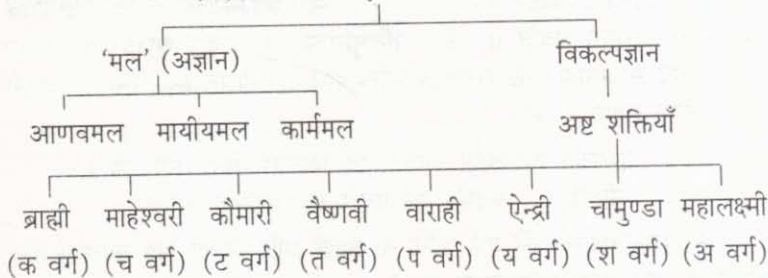 ‘मल’ (अज्ञान) विकल्पज्ञान
आणवमल मायीयमल कार्ममल अष्ट शक्तियाँ
ब्राह्मी माहेश्वरी कौमारी वैष्णवी वाराही ऐन्द्री चामुण्डा महालक्ष्मी
(क वर्ग) (च वर्ग) (ट वर्ग) (त वर्ग) (प वर्ग) (य वर्ग) (श वर्ग) (अ वर्ग)